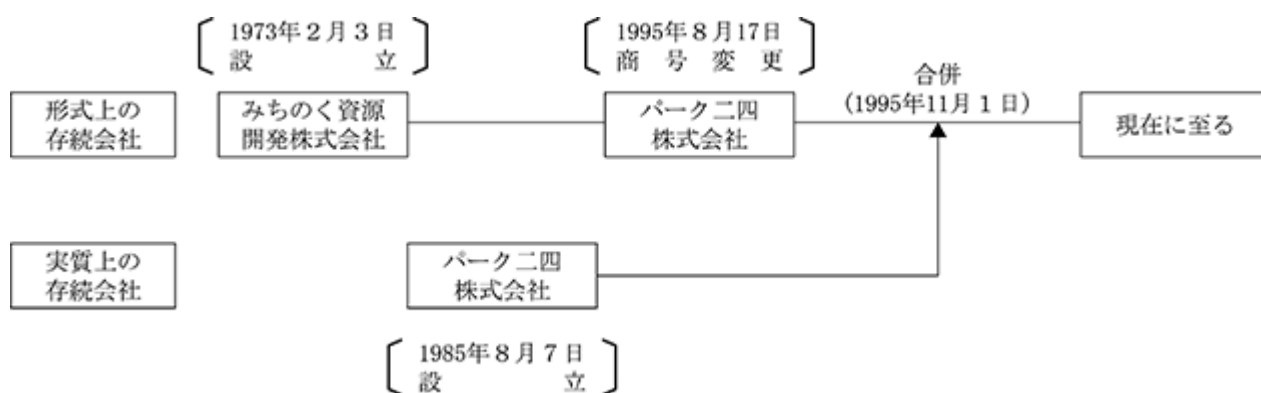 1973年2月3日
設立
1995年8月17日
商号変更
合併
（1995年11月1日）
形式上の
存続会社
みちのく資源
開発株式会社
パーク二四
株式会社
現在に至る
実質上の
存続会社
パーク二四
株式会社
1985年8月7日
設立